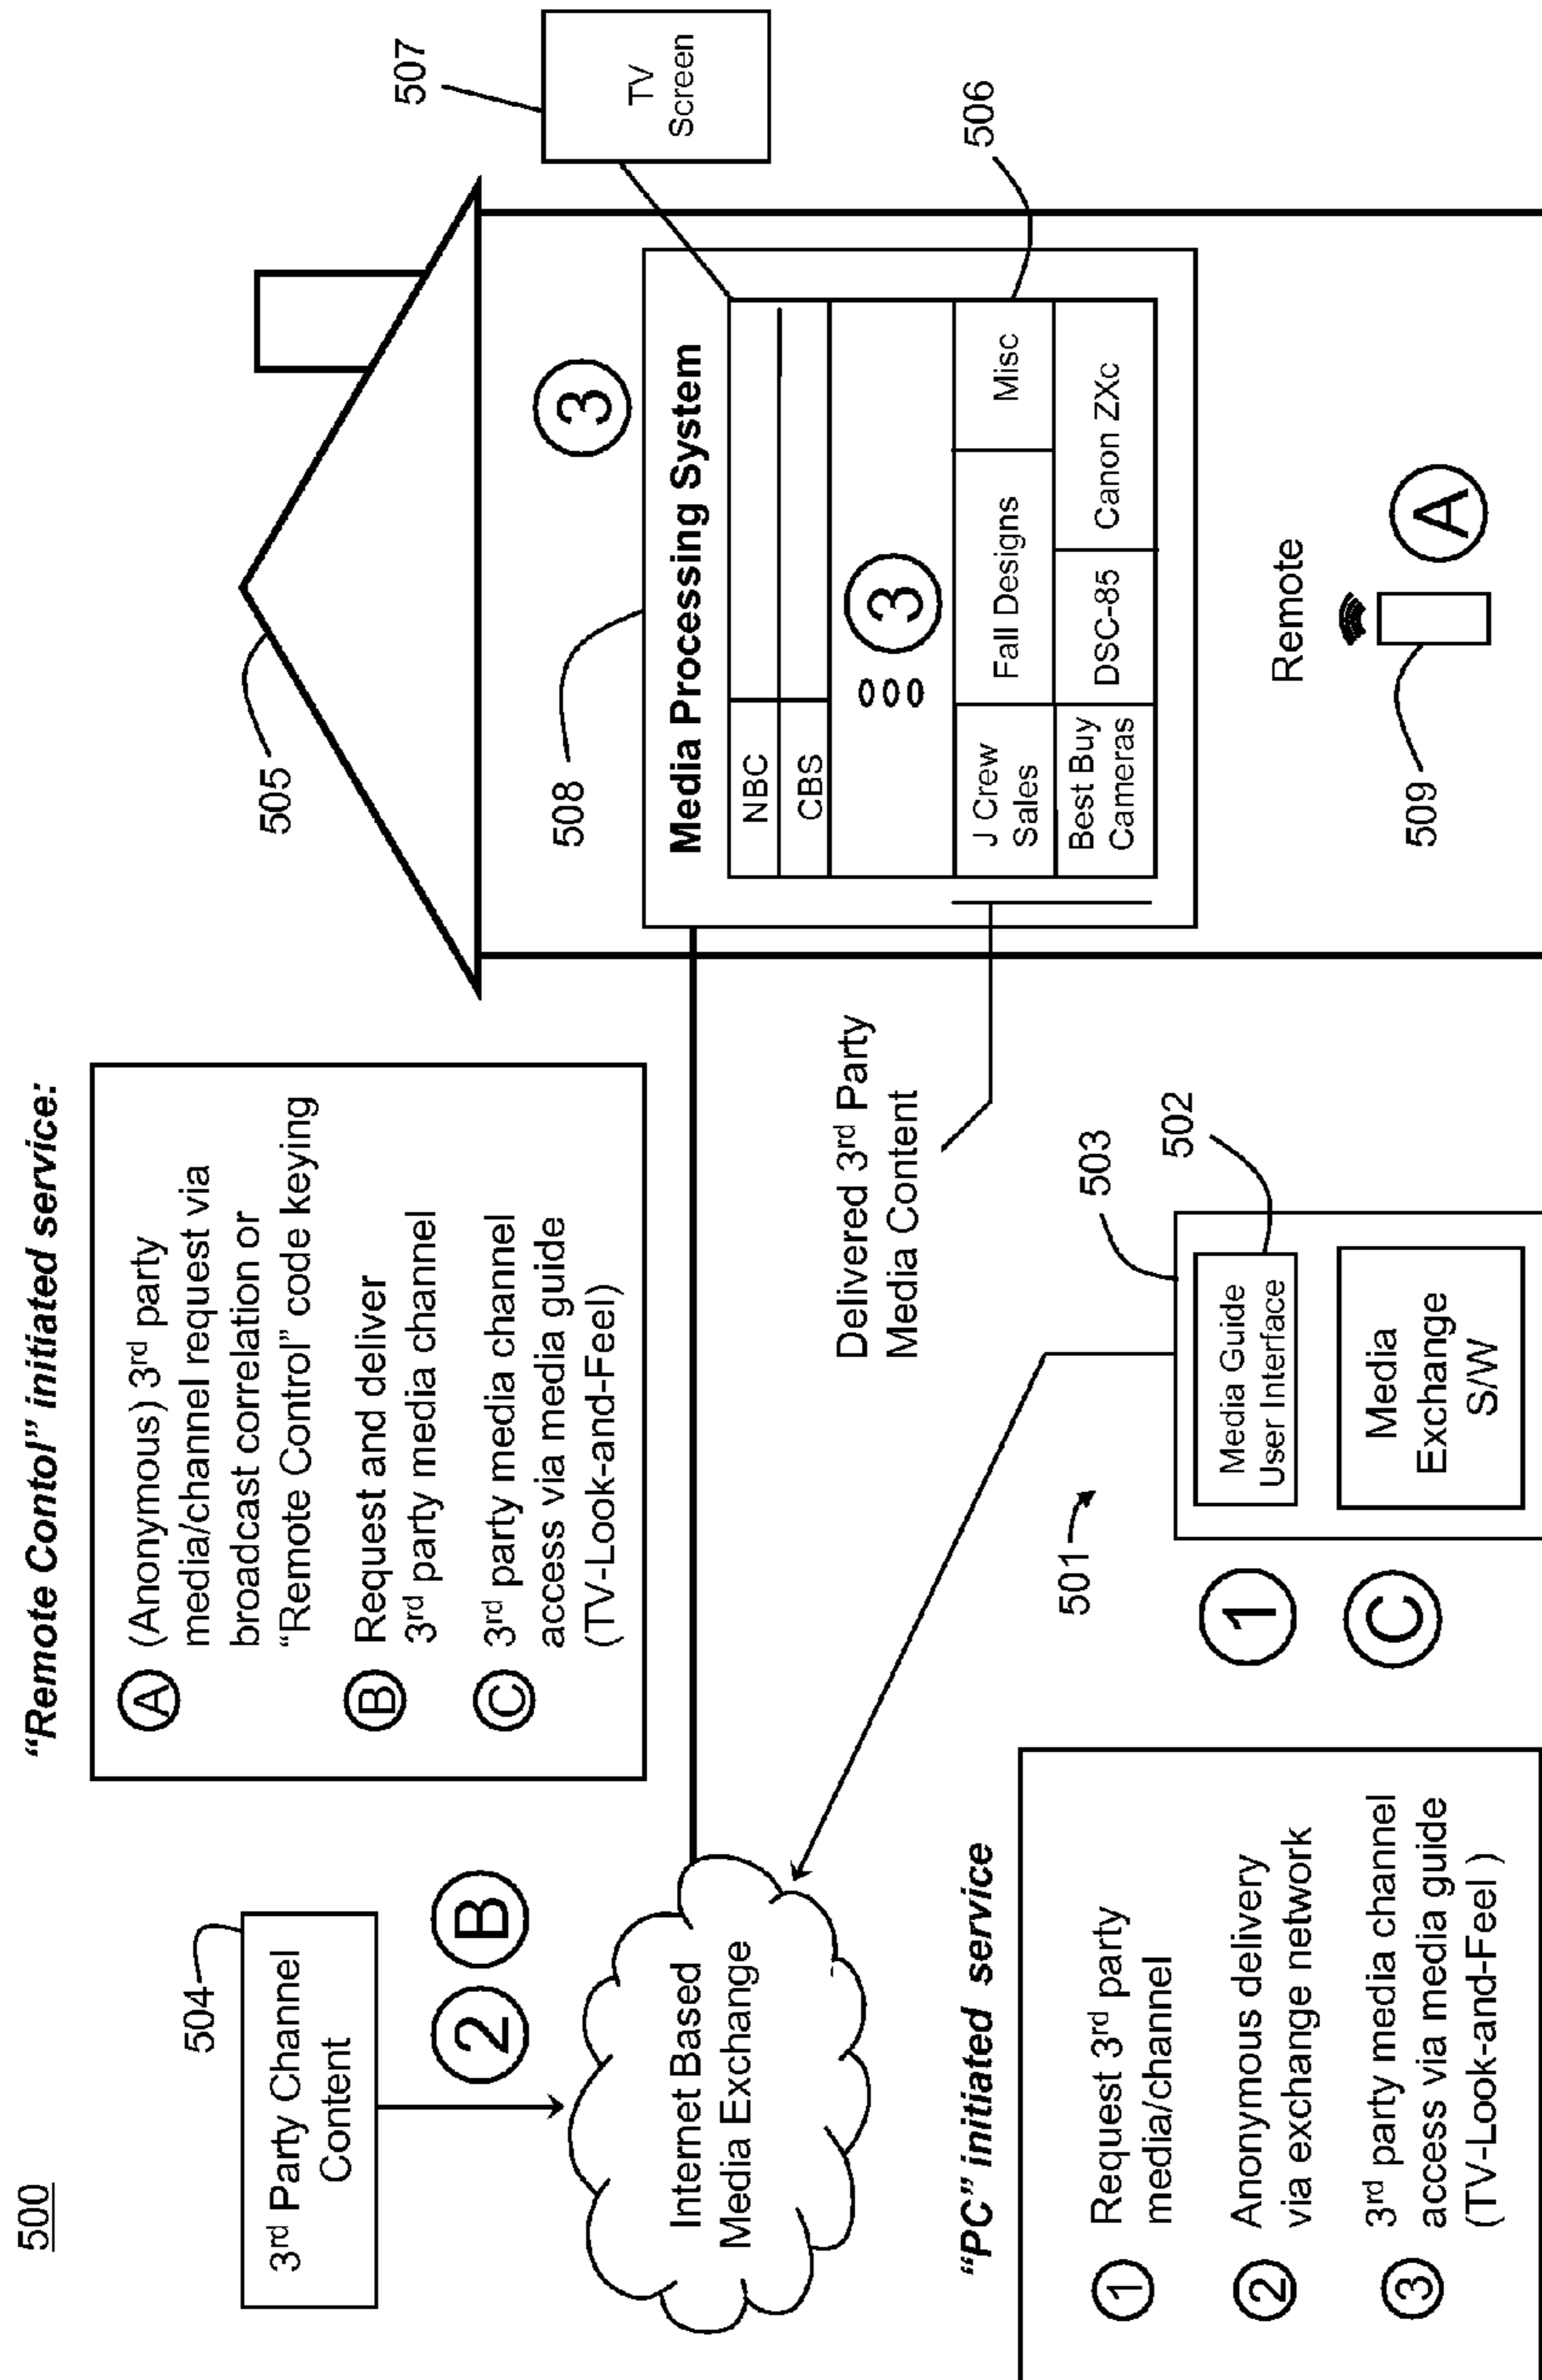 500
"Remote Contol" initiated service:
504
3rd Party Channel
Content
2
B
A
(Anonymous) 3rd party
media/channel request via
broadcast correlation or
"Remote Control" code keying
B
Request and deliver
3rd party media channel
C
3rd party media channel
access via media guide
(TV-Look-and-Feel)
Internet Based
Media Exchange
505
507
TV
Screen
508
3
Media Processing System
NBC
CBS
3
J Crew
Sales
Fall Designs
Misc
Best Buy
Cameras
DSC-85
Canon ZXc
506
Delivered 3rd Party
Media Content
Remote
509
A
"PC" initiated service
1
Request 3rd party
media/channel
2
Anonymous delivery
via exchange network
3
3rd party media channel
access via media guide
(TV-Look-and-Feel )
501
503
502
1
C
Media Guide
User Interface
Media
Exchange
S/W